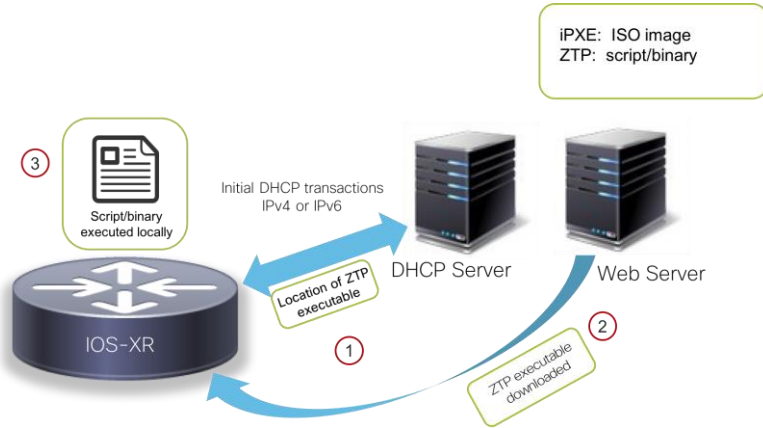 iPXE: ISO image
ZTP: script/binary
3
Script/binary
executed locally
Initial DHCP transactions
IPv4 or IPv6
DHCP Server
Web Server
Location of ZTP
executable
IOS-XR
1
2
ZTP executable
downloaded